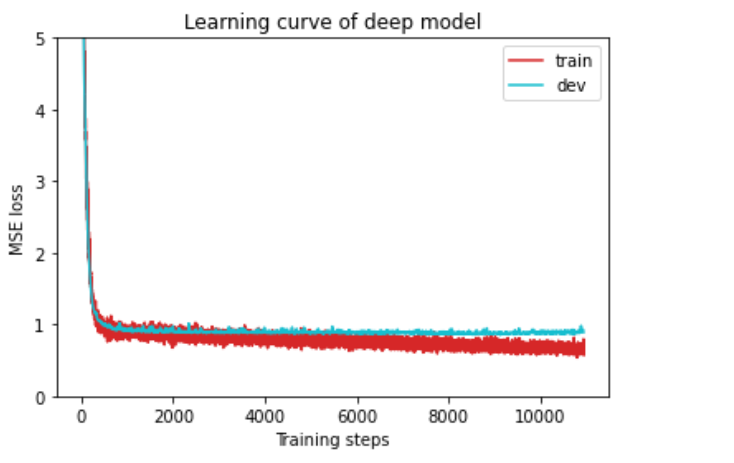 Learning curve of deep model
train
dev
MSE loss
5
4
3
2
1
0
0 2000 4000 6000 8000 10000
Training steps